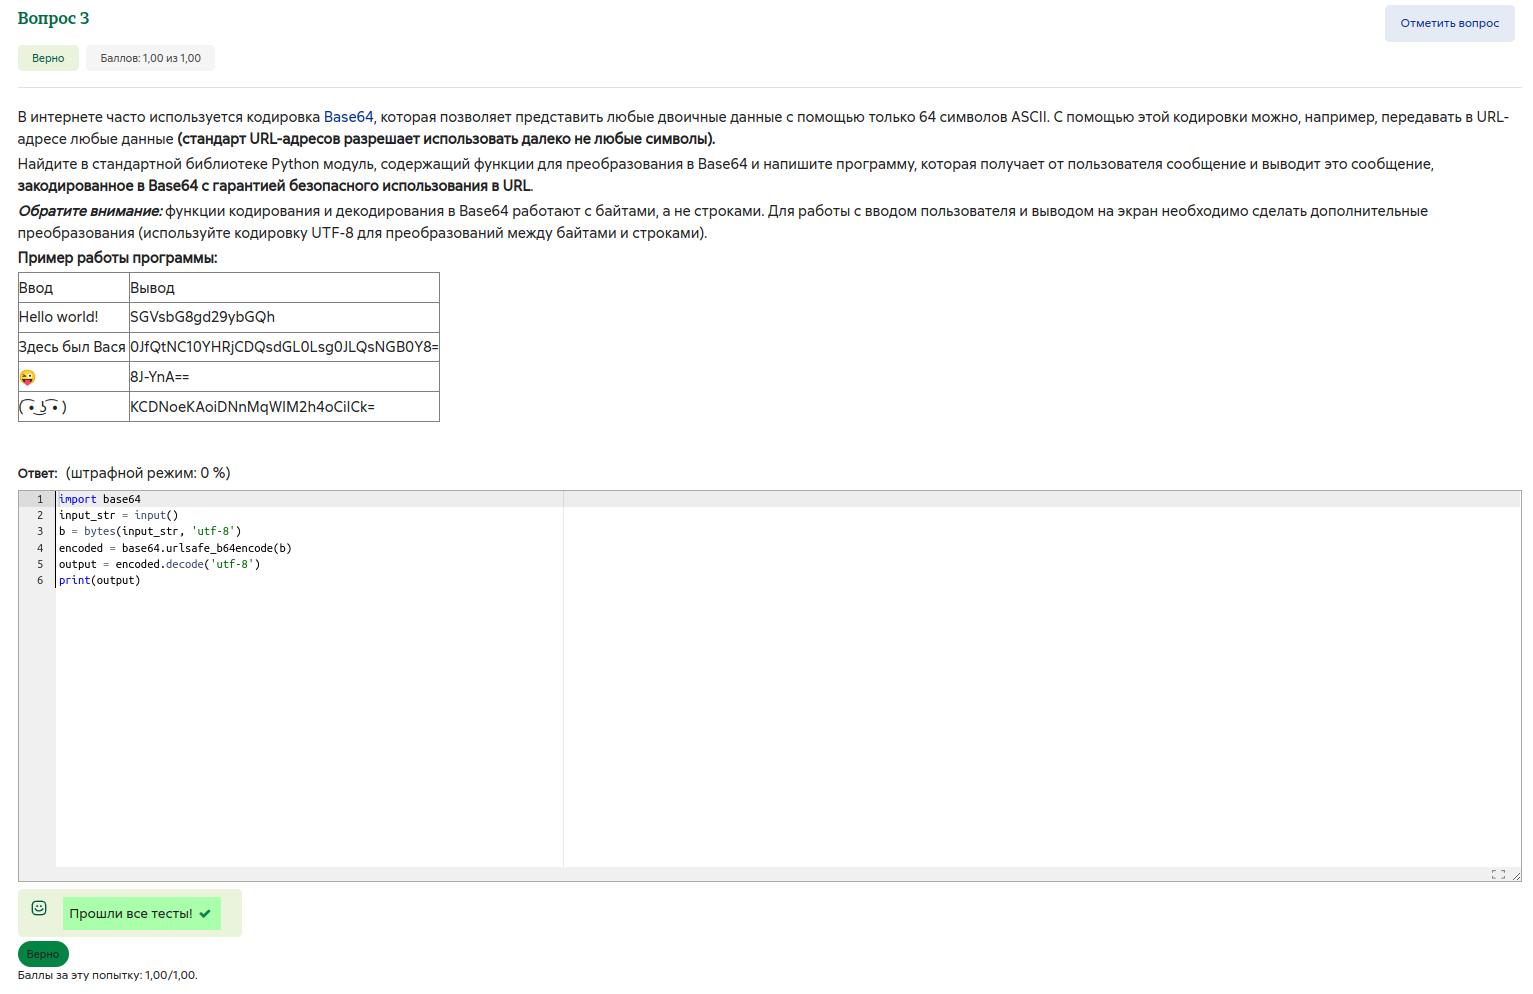 Вопрос 3
Отметить вопрос
Верно
Баллов: 1,00 из 1,00
В интернете часто используется кодировка Base64, которая позволяет представить любые двоичные данные с помощью только 64 символов ASCII. С помощью этой кодировки можно, например, передавать в URL-
адресе любые данные (стандарт URL-адресов разрешает использовать далеко не любые символы).
Найдите в стандартной библиотеке Python модуль, содержащий функции для преобразования в Base64 и напишите программу, которая получает от пользователя сообщение и выводит это сообщение,
закодированное в Base64 с гарантией безопасного использования в URL.
Обратите внимание: функции кодирования и декодирования в Base64 работают с байтами, а не строками. Для работы с вводом пользователя и выводом на экран необходимо сделать дополнительные
преобразования (используйте кодировку UTF-8 для преобразований между байтами и строками).
Пример работы программы:
Ввод Вывод
Hello world! SGVsbG8gd29ybGQh
Здесь был Вася 0JfQtNC10YHRjCDQsdGL0Lsg0JLQsNGB0Y8=
😜 8J-YnA==
( ͡• ͜ʖ ͡• ) KCDNoeKAoiDNnMqWIM2h4oCiICk=
Ответ: (штрафной режим: 0 %)
1 import base64
2 input_str = input()
3 b = bytes(input_str, 'utf-8')
4 encoded = base64.urlsafe_b64encode(b)
5 output = encoded.decode('utf-8')
6 print(output)
Прошли все тесты! ✔
Верно
Баллы за эту попытку: 1,00/1,00.